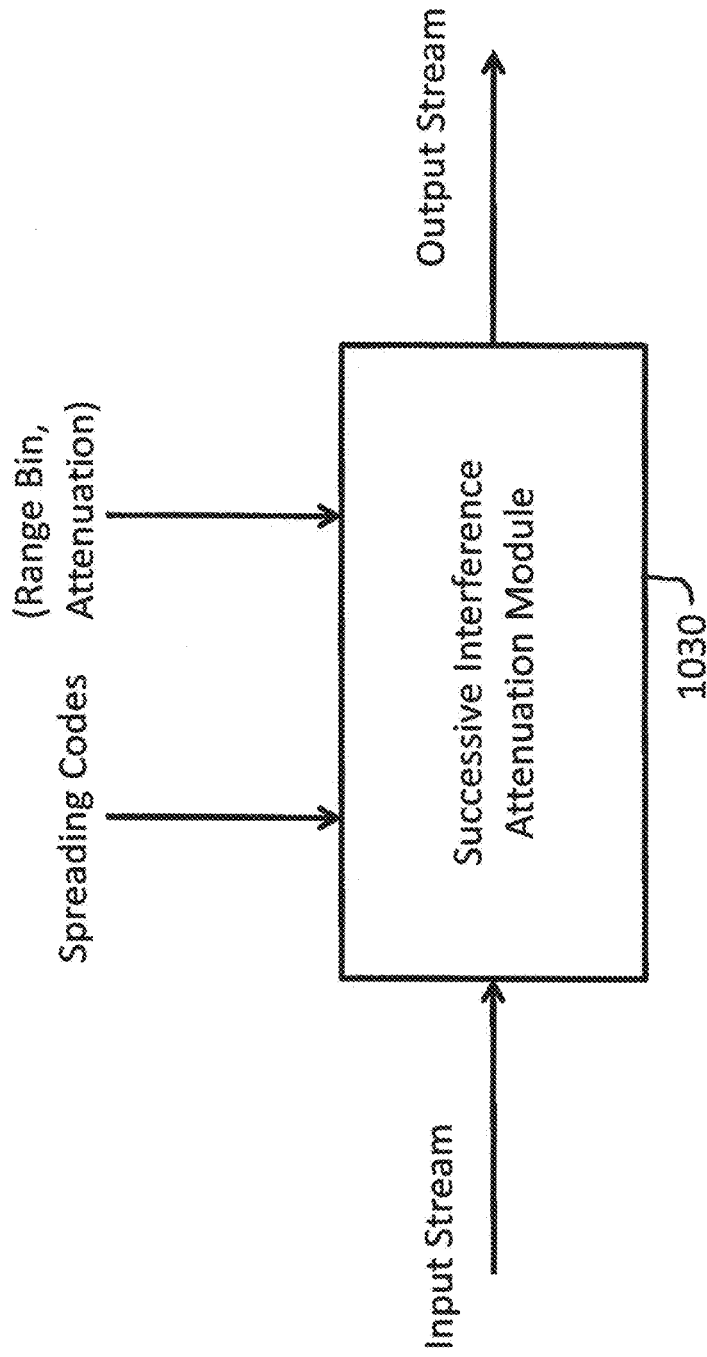 Spreading Codes
(Range Bin,
Attenuation)
Input Stream
Successive Interference
Attenuation Module
Output Stream
1030